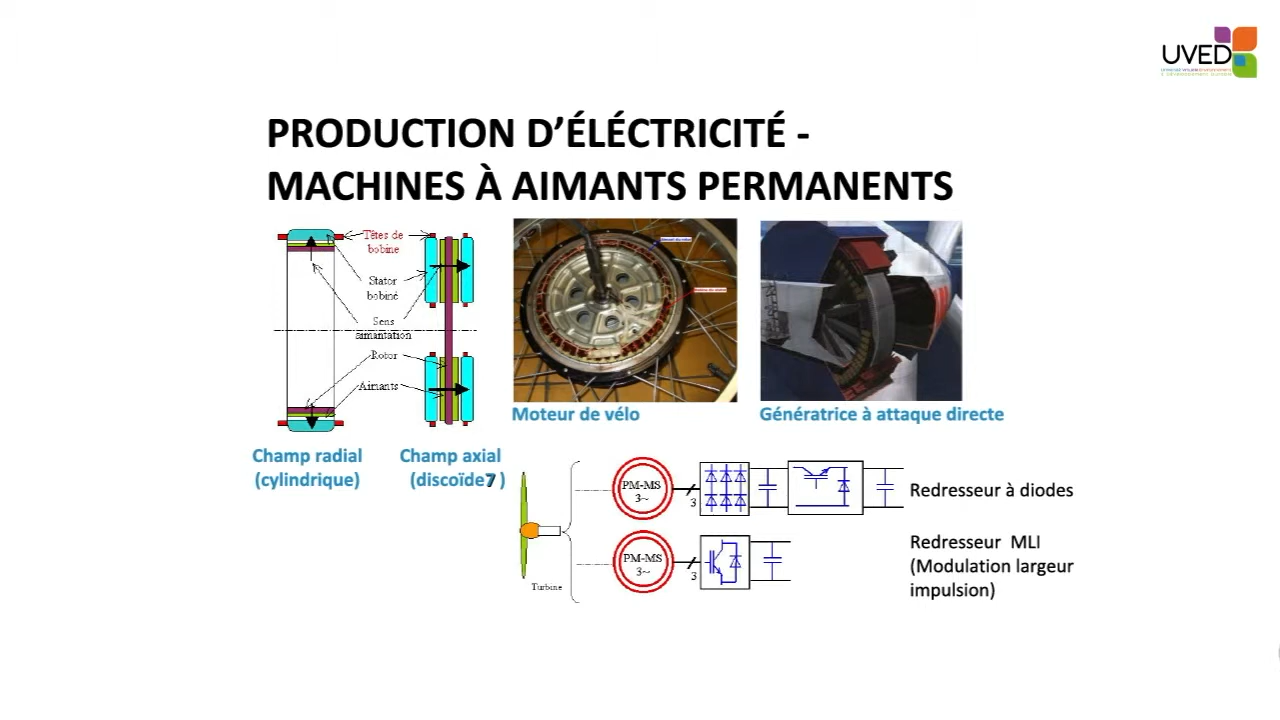 UVED
PRODUCTION D'ÉLÉCTRICITÉ -
MACHINES À AIMANTS PERMANENTS
Têtes de
bobine
Stator
bobiné
Sens
aimantation
Rotor
Aimants
Moteur de vélo
Génératrice à attaque directe
Champ radial
(cylindrique)
Champ axial
(discoïde7 )
PM-MS
3~
3
Redresseur à diodes
PM-MS
3~
3
Redresseur MLI
(Modulation largeur
impulsion)
Turbine